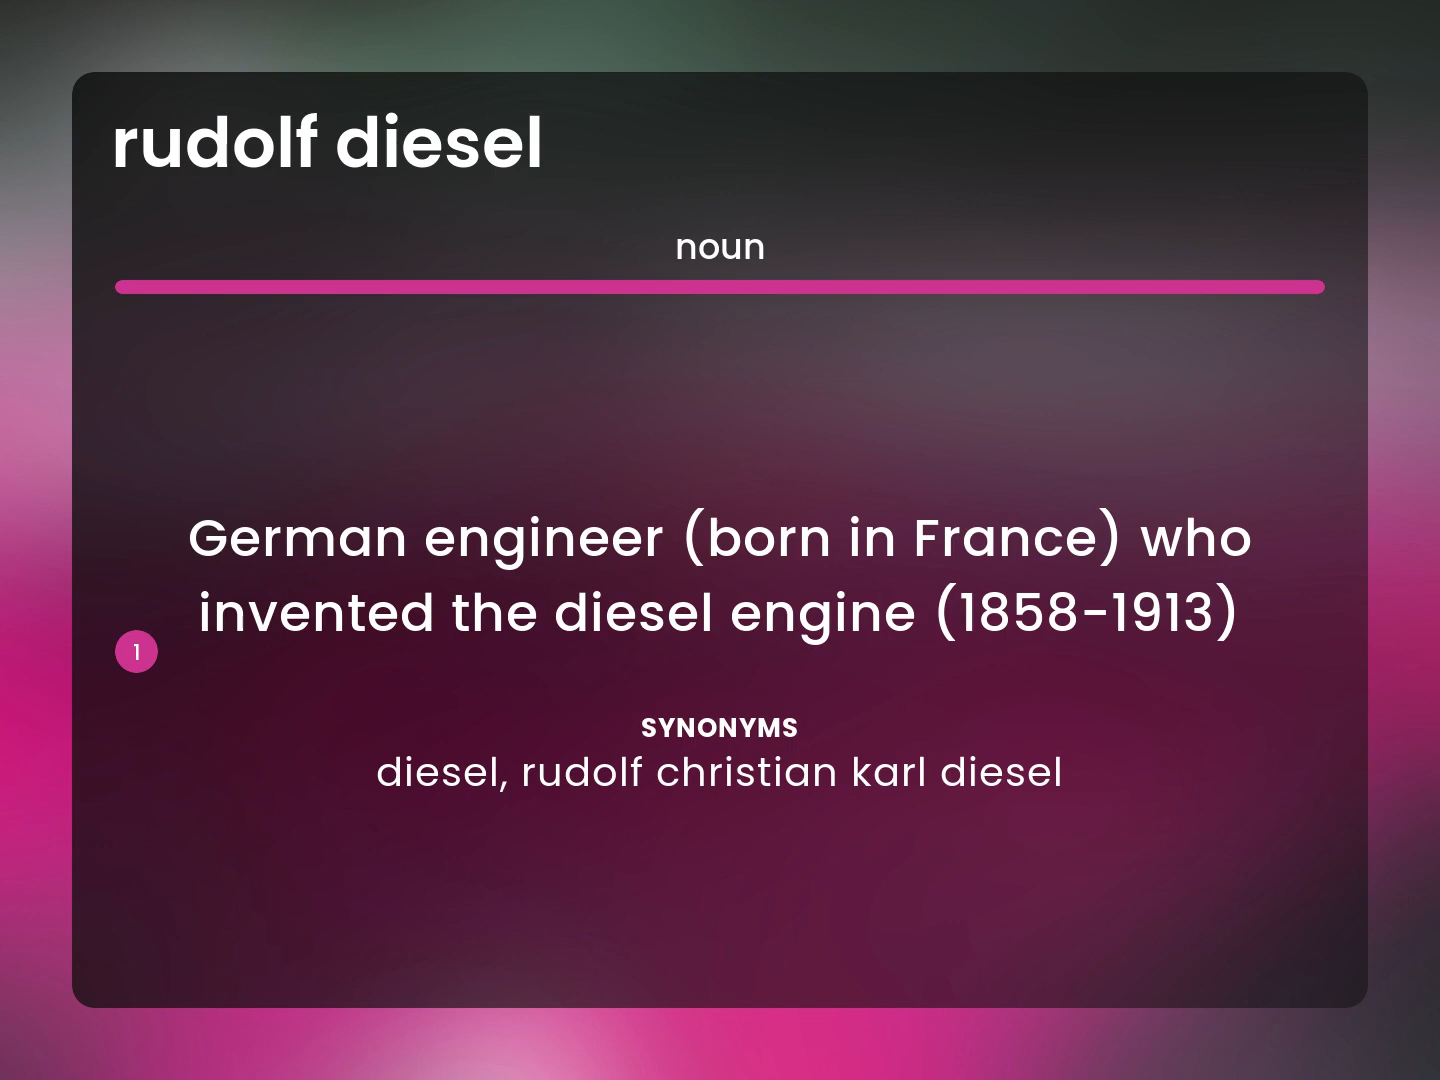 rudolf diesel
noun
German engineer (born in France) who
invented the diesel engine (1858-1913)
1
SYNONYMS
diesel, rudolf christian karl diesel